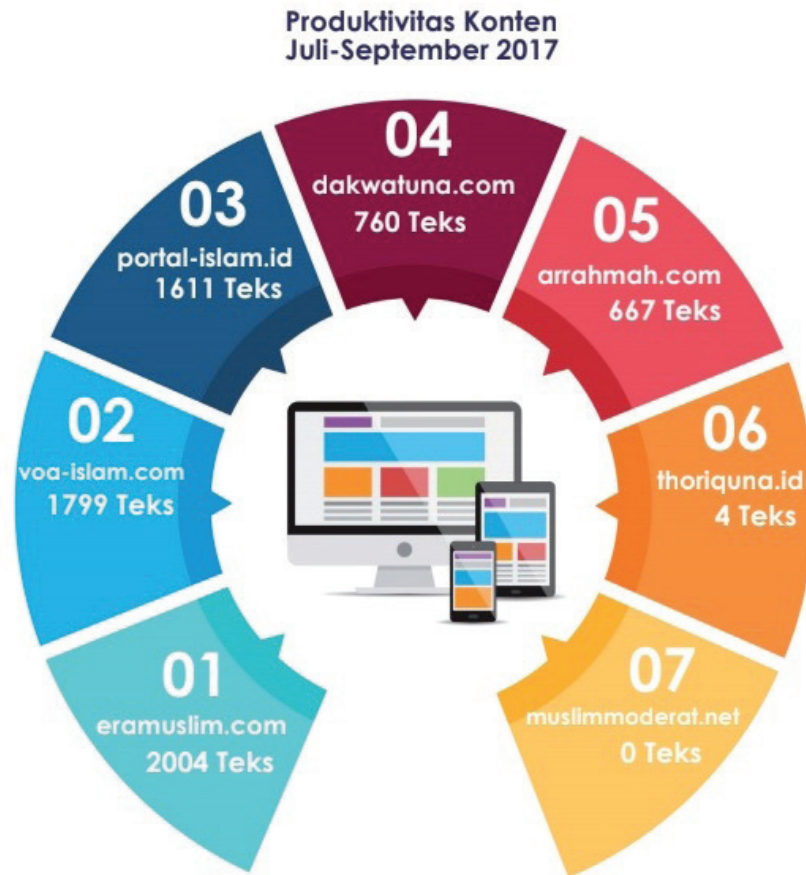 Produktivitas Konten
Juli-September 2017
01
eramuslim.com
2004 Teks
02
voa-islam.com
1799 Teks
03
portal-islam.id
1611 Teks
04
dakwatuna.com
760 Teks
05
arrahmah.com
667 Teks
06
thoriquna.id
4 Teks
07
muslimmoderat.net
0 Teks